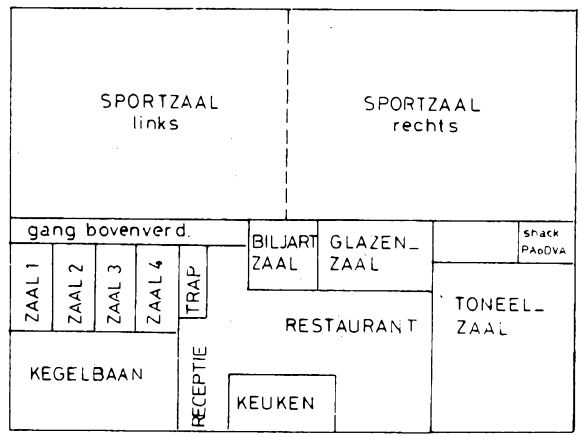 SPORTZAAL
links
SPORTZAAL
rechts
gang bovenverd.
BILJART
ZAAL
GLAZEN_
ZAAL
shack
PAoDVA
ZAAL 1
ZAAL 2
ZAAL 3
ZAAL 4
TRAP
RESTAURANT
TONEEL_
ZAAL
KEGELBAAN
RECEPTIE
KEUKEN